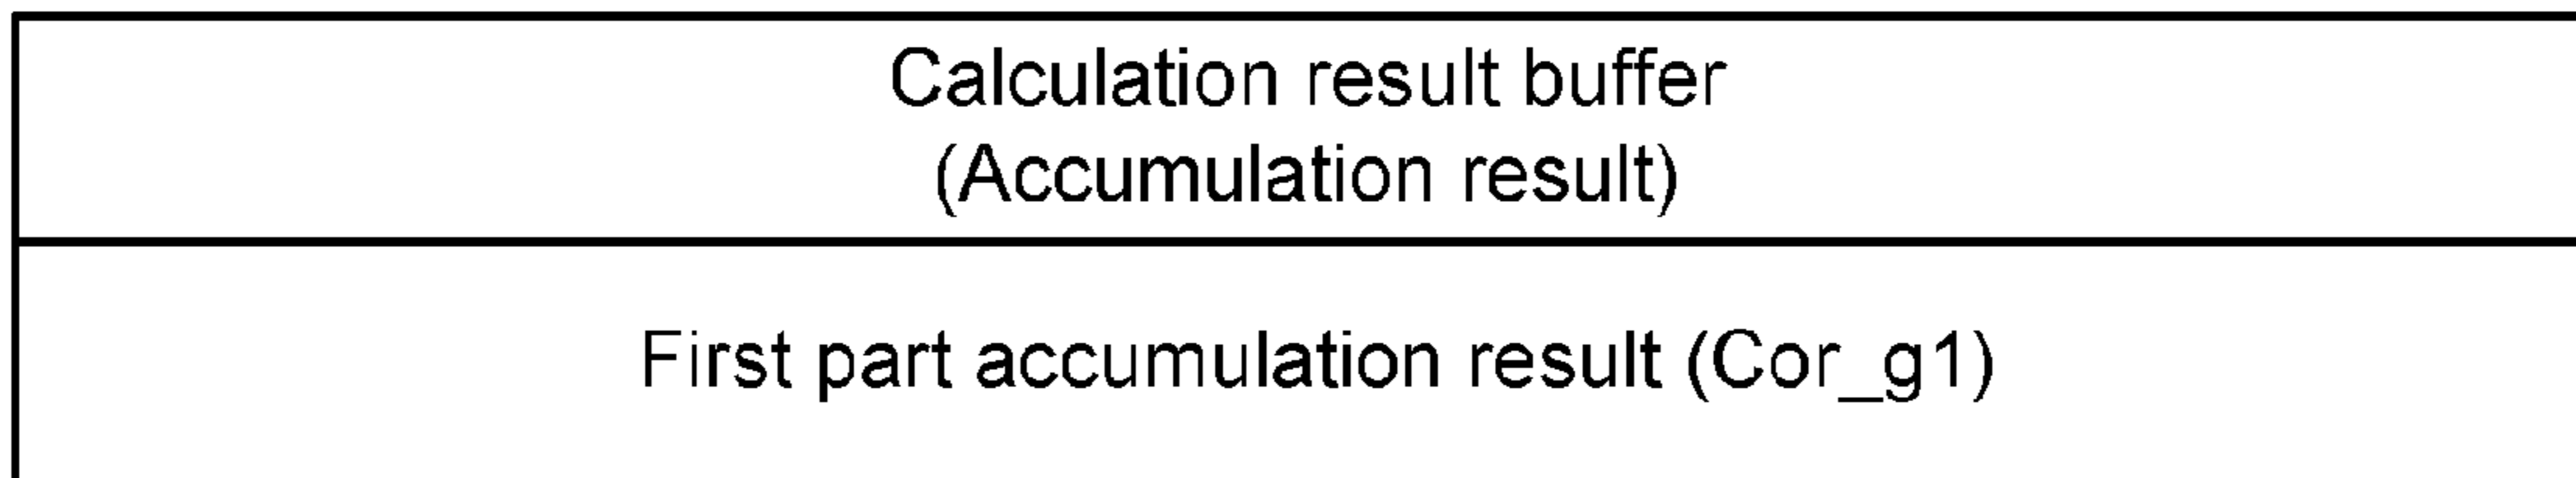 Calculation result buffer
(Accumulation result)
First part accumulation result (Cor_g1)